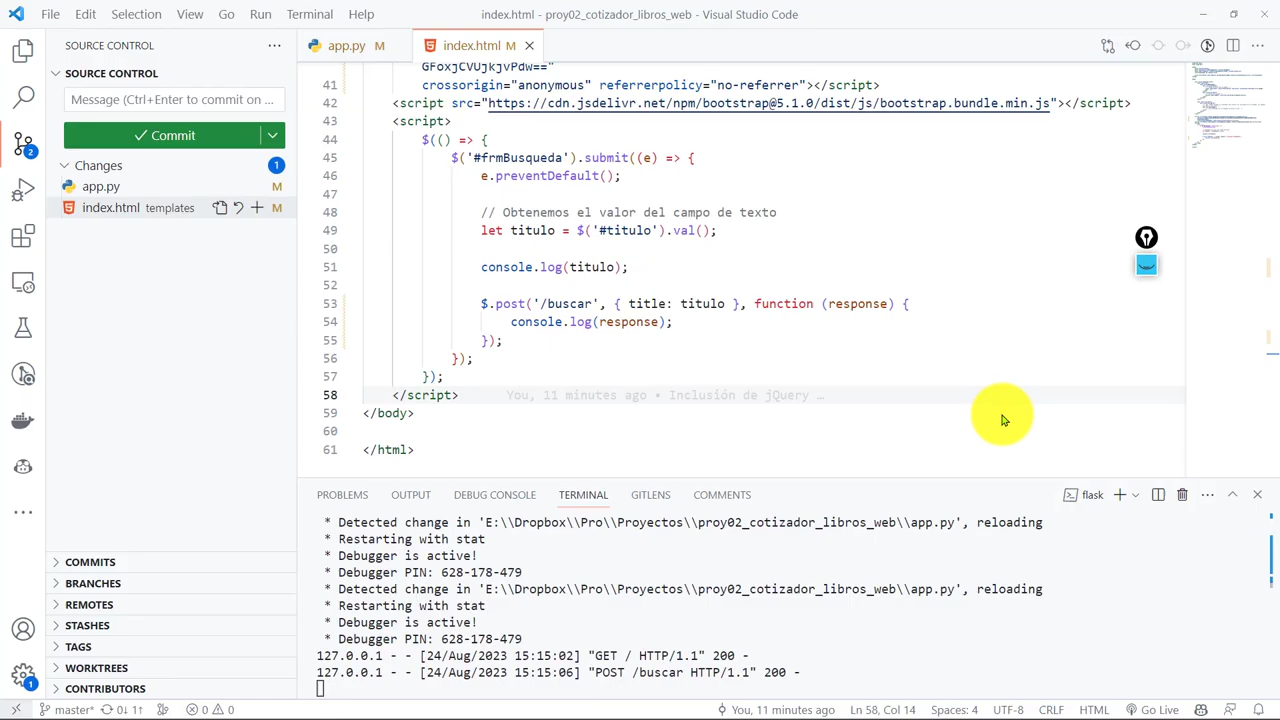 File Edit Selection View Go Run Terminal Help index.html - proy02_cotizador_libros_web - Visual Studio Code
SOURCE CONTROL
app.py M
index.html M
SOURCE CONTROL
Message (Ctrl+Enter to commit on ...
Commit
Changes 1
app.py M
index.html templates M
2
COMMITS
BRANCHES
REMOTES
STASHES
TAGS
WORKTREES
CONTRIBUTORS
1
GFoxjCVUjkjVPdw=="
41 crossorigin="anonymous" referrerpolicy="no-referrer"></script>
42 <script src="https://cdn.jsdelivr.net/npm/bootstrap@5.1.0/dist/js/bootstrap.bundle.min.js"></script>
43 <script>
44 $(() => {
45 $('#frmBusqueda').submit((e) => {
46 e.preventDefault();
47
48 // Obtenemos el valor del campo de texto
49 let titulo = $('#titulo').val();
50
51 console.log(titulo);
52
53 $.post('/buscar', { title: titulo }, function (response) {
54 console.log(response);
55 });
56 });
57 });
58 </script> You, 11 minutes ago • Inclusión de jQuery …
59 </body>
60
61 </html>
PROBLEMS OUTPUT DEBUG CONSOLE TERMINAL GITLENS COMMENTS flask
* Detected change in 'E:\\Dropbox\\Pro\\Proyectos\\proy02_cotizador_libros_web\\app.py', reloading
* Restarting with stat
* Debugger is active!
* Debugger PIN: 628-178-479
* Detected change in 'E:\\Dropbox\\Pro\\Proyectos\\proy02_cotizador_libros_web\\app.py', reloading
* Restarting with stat
* Debugger is active!
* Debugger PIN: 628-178-479
127.0.0.1 - - [24/Aug/2023 15:15:02] "GET / HTTP/1.1" 200 -
127.0.0.1 - - [24/Aug/2023 15:15:06] "POST /buscar HTTP/1.1" 200 -
master* 0↓ 1↑ 0 0 You, 11 minutes ago Ln 58, Col 14 Spaces: 4 UTF-8 CRLF HTML Go Live